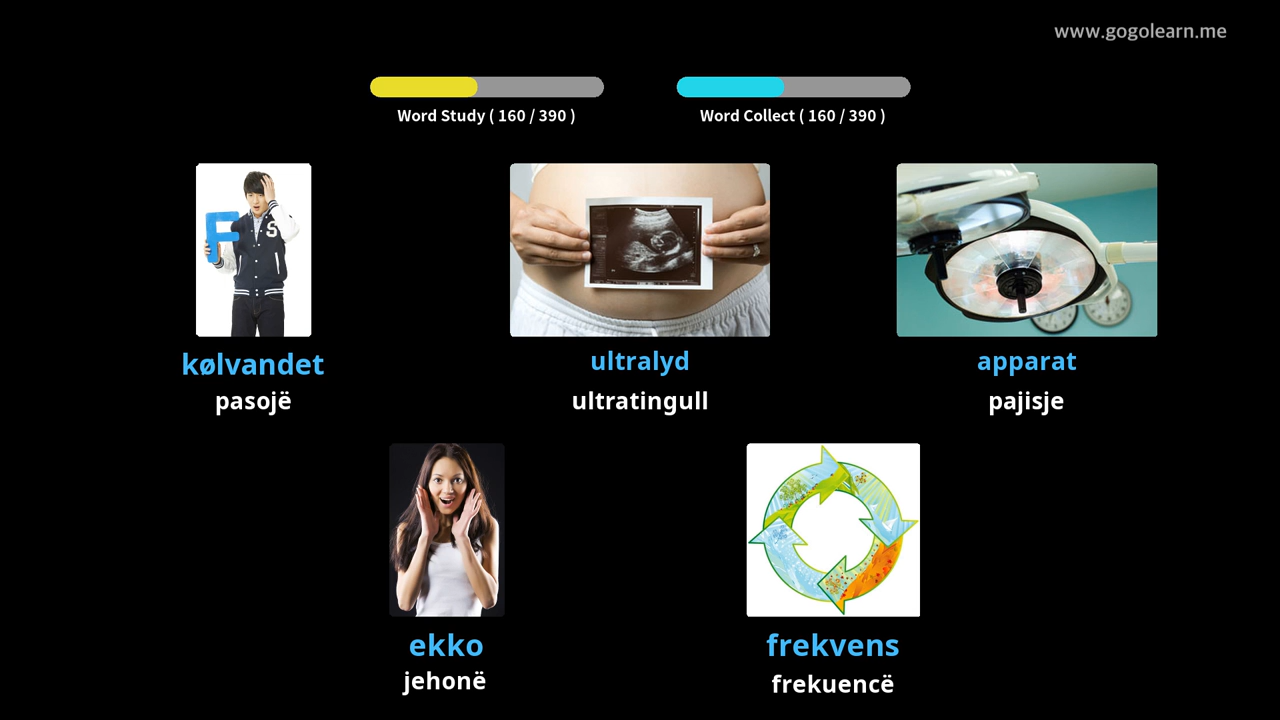 www.gogolearn.me
Word Study ( 160 / 390 )
Word Collect ( 160 / 390 )
F
S
kølvandet
pasojë
ultralyd
ultratingull
apparat
pajisje
ekko
jehonë
frekvens
frekuencë